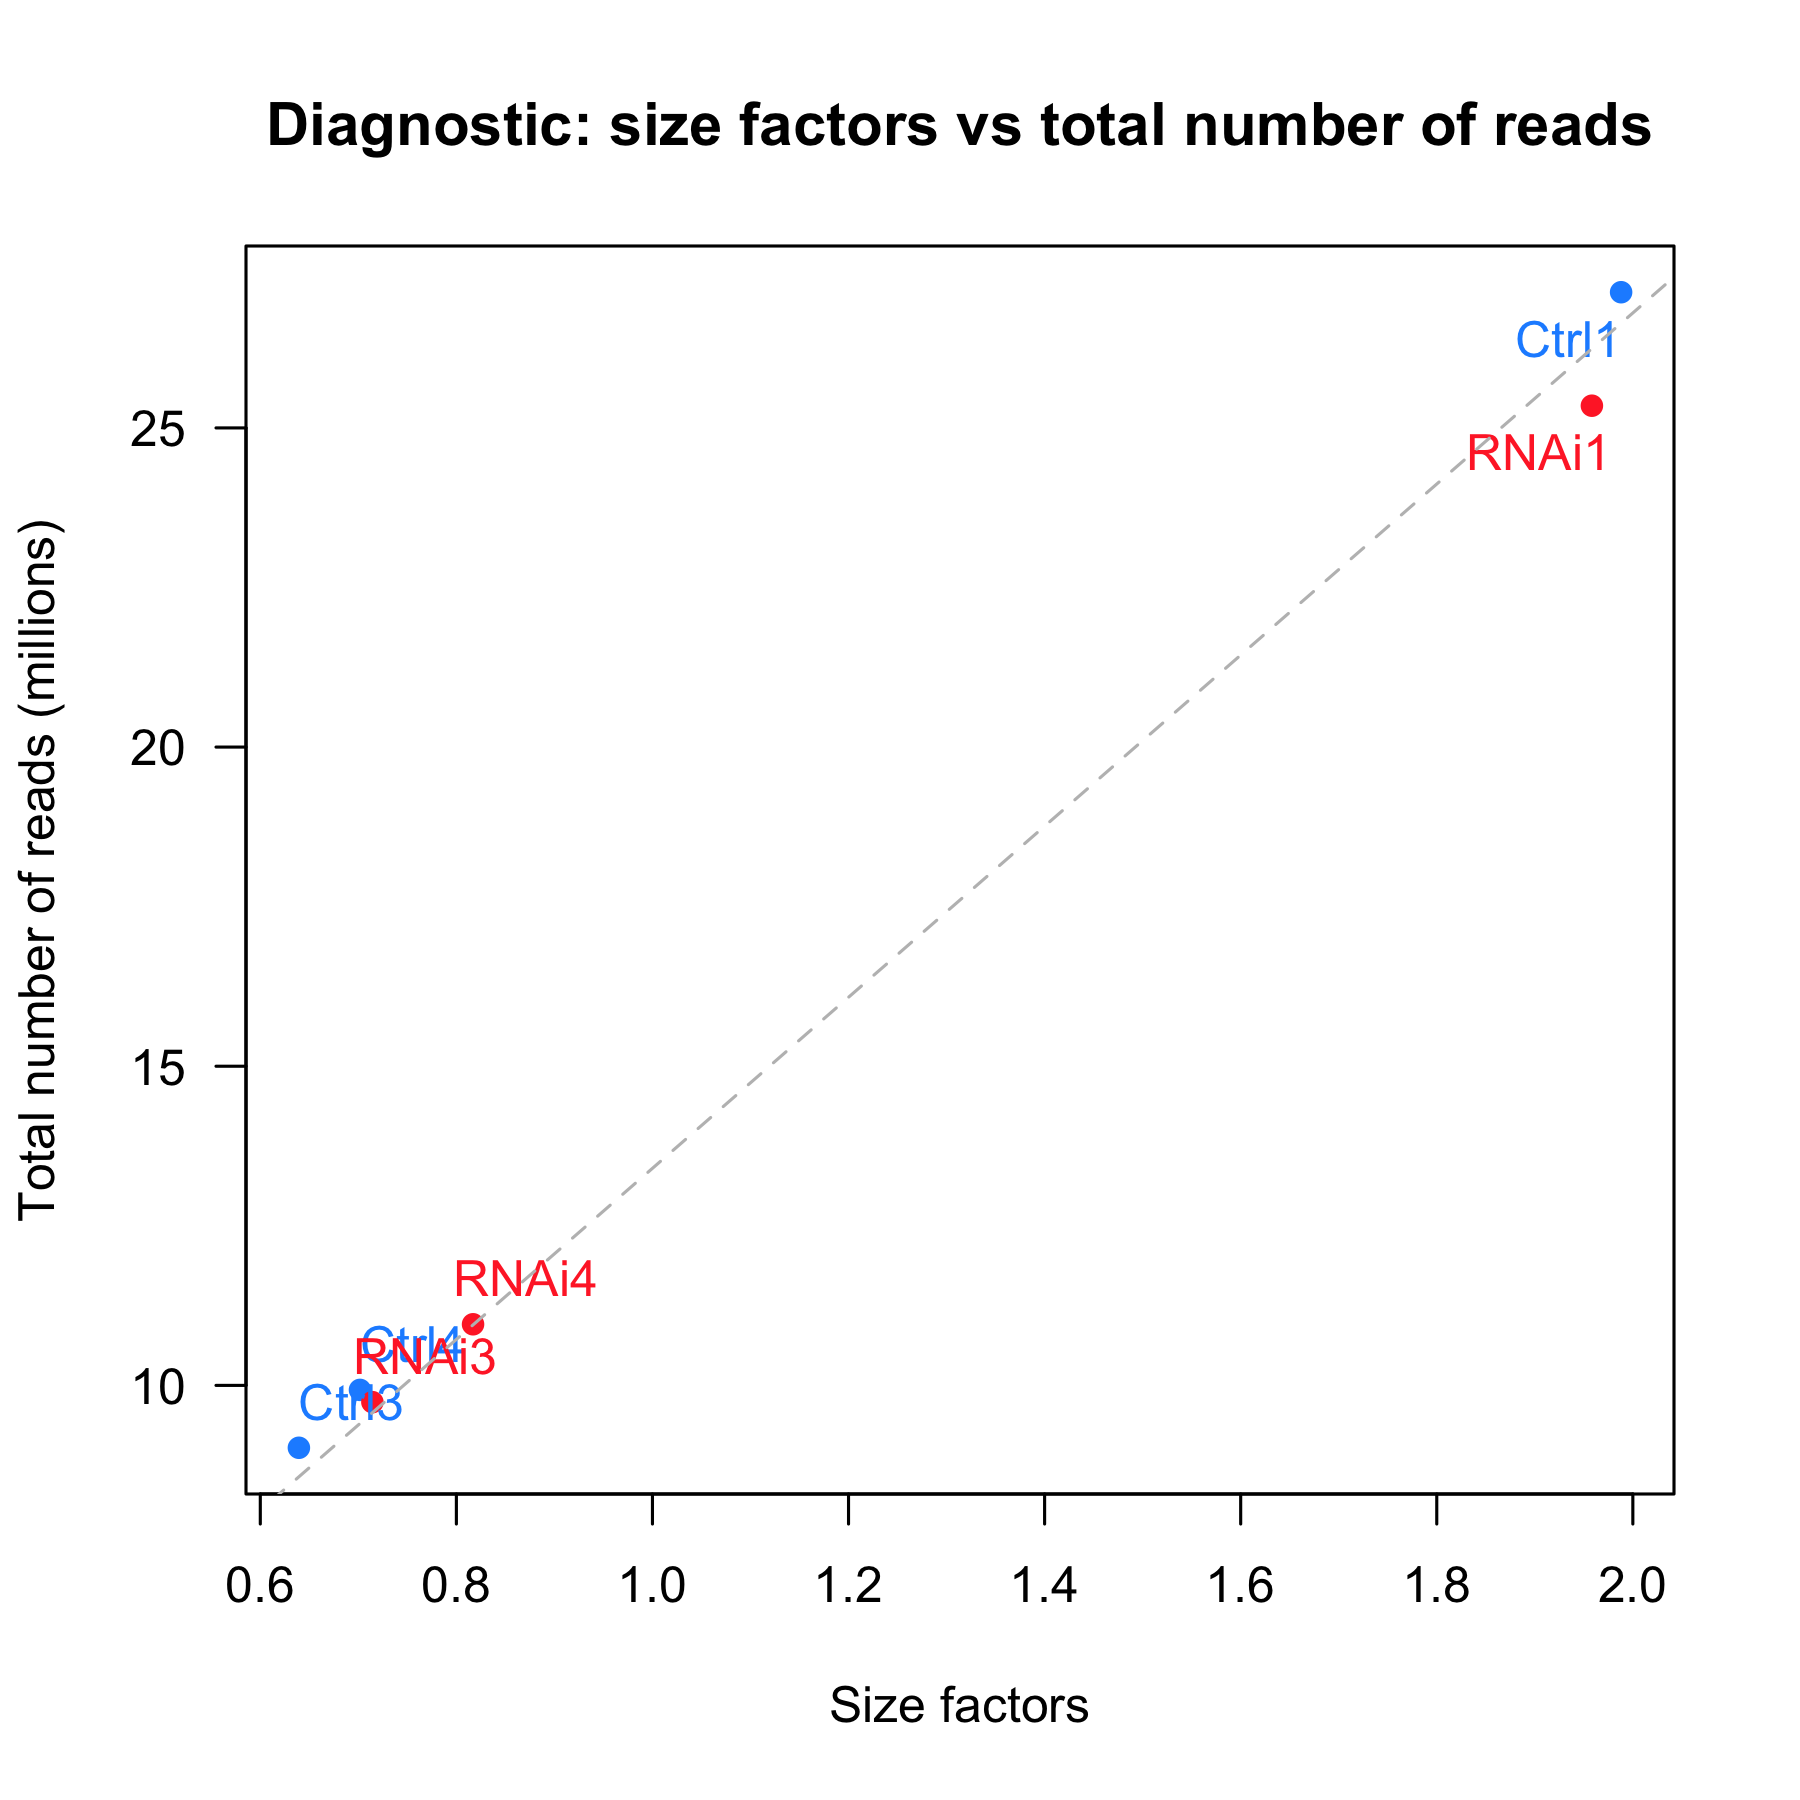 Diagnostic: size factors vs total number of reads
Total number of reads (millions)
25
20
15
10
Ctrl1
RNAi1
RNAi4
Ctrl4
RNAi3
Ctrl3
0.6 0.8 1.0 1.2 1.4 1.6 1.8 2.0
Size factors